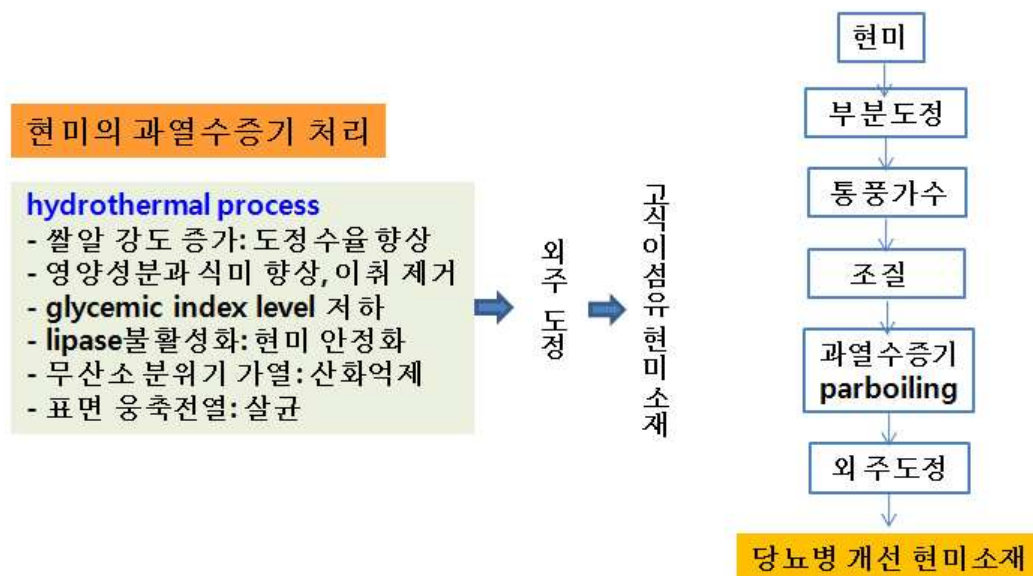 현미의 과열수증기 처리
hydrothermal process
- 쌀알 강도 증가: 도정수율 향상
- 영양성분과 식미 향상, 이취 제거
- glycemic index level 저하
- lipase불활성화: 현미 안정화
- 무산소 분위기 가열: 산화억제
- 표면 웅축전열: 살균
외주 도정
고식이섬유 현미소재
현미
부분도정
통풍가수
조질
과열수증기
parboiling
외주도정
당뇨병 개선 현미소재